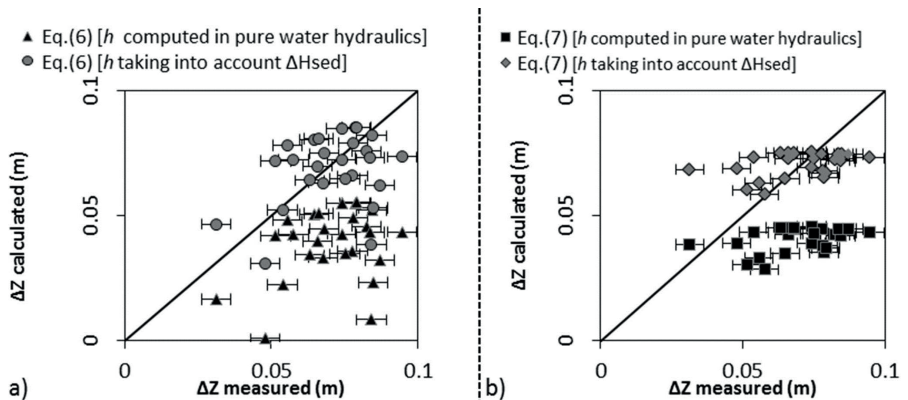 Eq.(6) [h computed in pure water hydraulics]
Eq.(6) [h taking into account ΔHsed]
0.1
0.05
0
ΔZ calculated (m)
0
0.05
0.1
ΔZ measured (m)
a)
Eq.(7) [h computed in pure water hydraulics]
Eq.(7) [h taking into account ΔHsed]
0.1
0.05
0
ΔZ calculated (m)
0
0.05
0.1
ΔZ measured (m)
b)